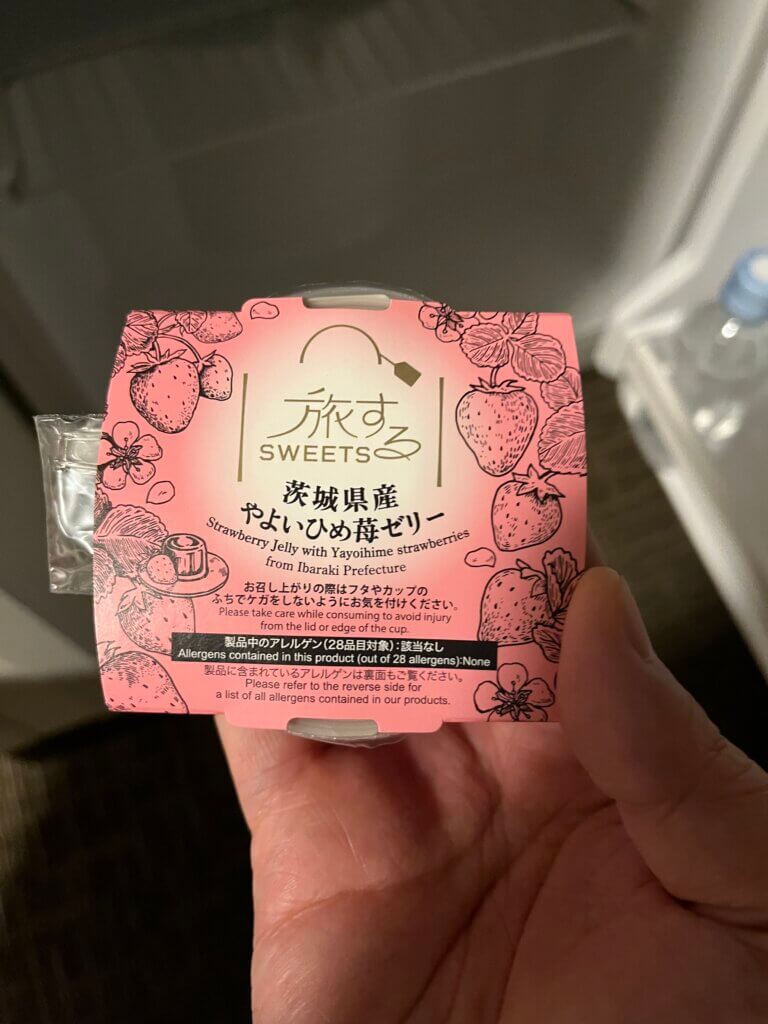 旅する
SWEETS
茨城県産
やよいひめ苺ゼリー
Strawberry Jelly with Yayoihime strawberries
from Ibaraki Prefecture
お召し上がりの際はフタやカップの
ふちでケガをしないようにお気を付けください。
Please take care while consuming to avoid injury
from the lid or edge of the cup.
製品中のアレルゲン(28品目対象):該当なし
Allergens contained in this product (out of 28 allergens):None
製品に含まれているアレルゲンは裏面もご覧ください。
Please refer to the reverse side for
a list of all allergens contained in our products.